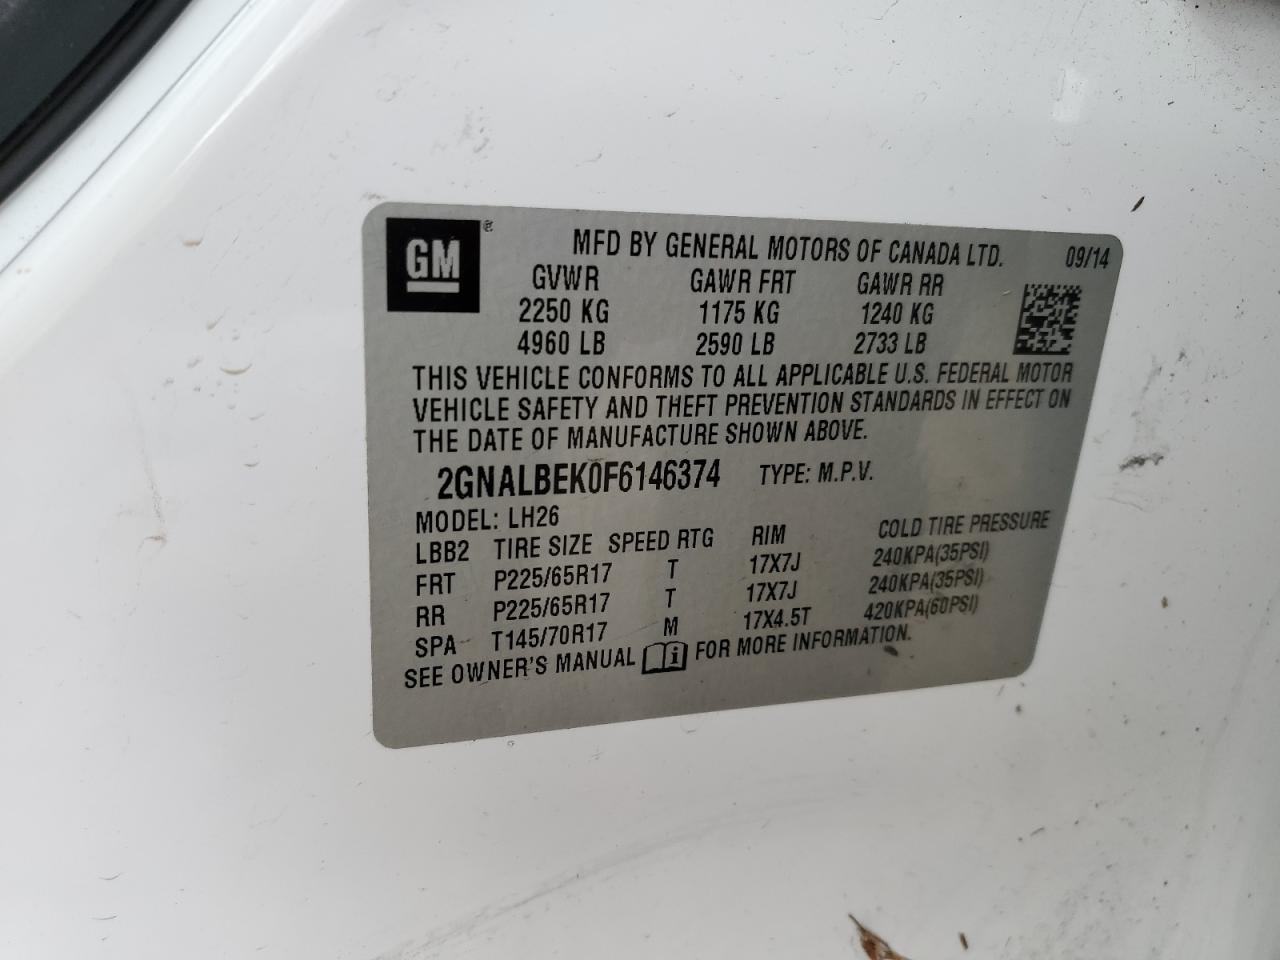 GM ® MFD BY GENERAL MOTORS OF CANADA LTD. 09/14
GVWR GAWR FRT GAWR RR
2250 KG 1175 KG 1240 KG
4960 LB 2590 LB 2733 LB
THIS VEHICLE CONFORMS TO ALL APPLICABLE U.S. FEDERAL MOTOR
VEHICLE SAFETY AND THEFT PREVENTION STANDARDS IN EFFECT ON
THE DATE OF MANUFACTURE SHOWN ABOVE.
2GNALBEK0F6146374 TYPE: M.P.V.
MODEL: LH26
LBB2 TIRE SIZE SPEED RTG RIM COLD TIRE PRESSURE
FRT P225/65R17 T 17X7J 240KPA(35PSI)
RR P225/65R17 T 17X7J 240KPA(35PSI)
SPA T145/70R17 M 17X4.5T 420KPA(60PSI)
SEE OWNER'S MANUAL i FOR MORE INFORMATION.